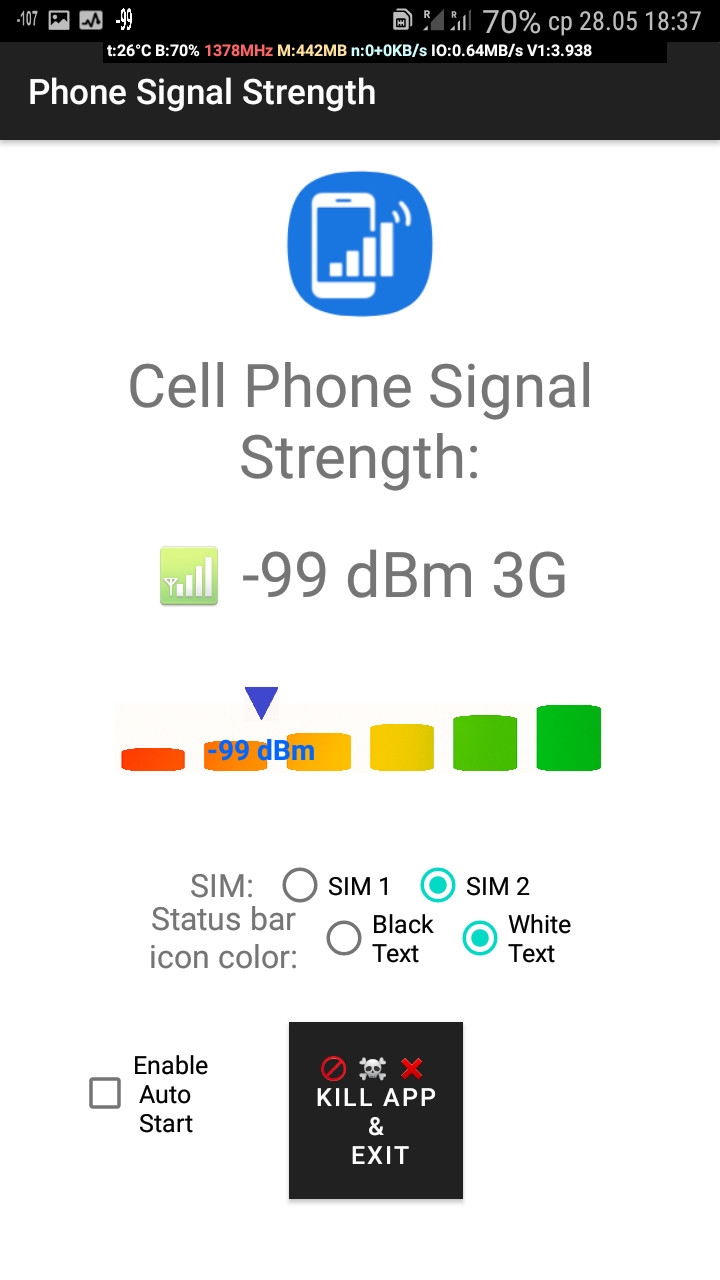 -107 -99 R R 70% ср 28.05 18:37
t:26°C B:70% 1378MHz M:442MB n:0+0KB/s IO:0.64MB/s V1:3.938
Phone Signal Strength
Cell Phone Signal
Strength:
-99 dBm 3G
-99 dBm
SIM: SIM 1 SIM 2
Status bar
icon color:
Black
Text
White
Text
Enable
Auto
Start
KILL APP
&
EXIT